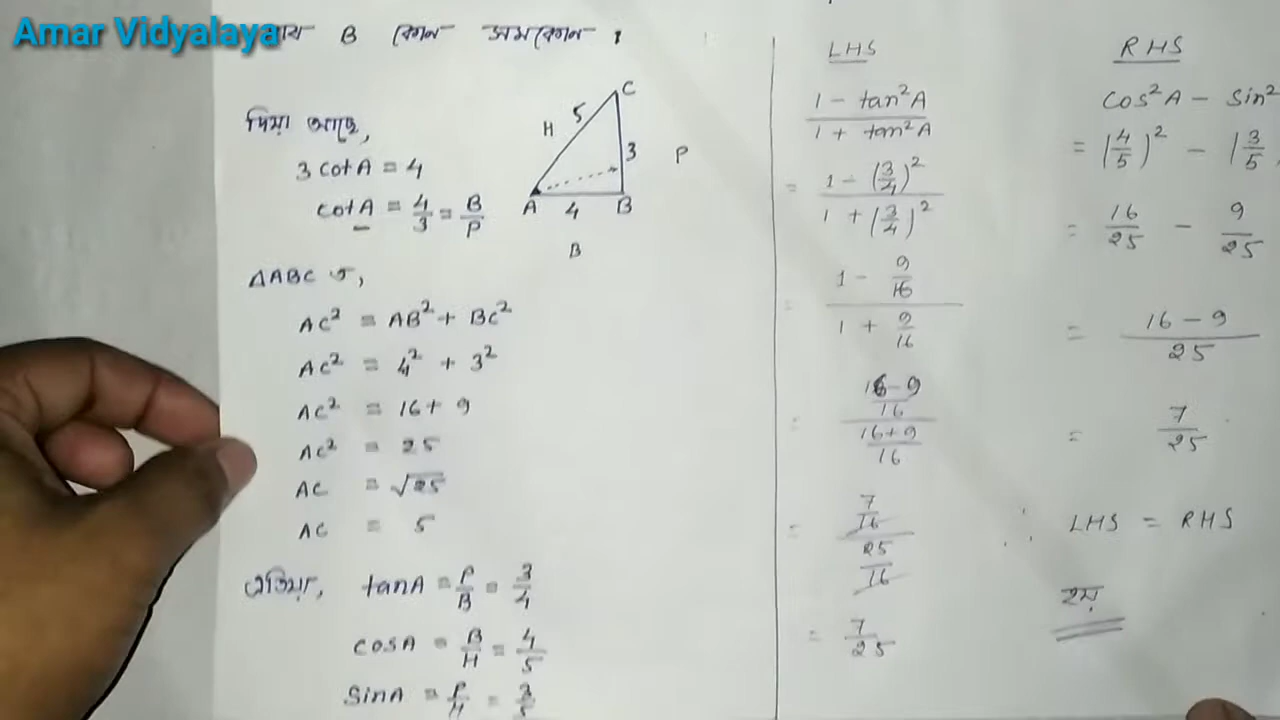 Amar Vidyalaya
B কোন সমকোন ।
দিয়া আছে,
3 cotA = 4
cotA = 4/3 = B/P
C
H 5
3 P
A 4 B
B
ΔABC ত,
AC² = AB² + BC²
AC² = 4² + 3²
AC² = 16 + 9
AC² = 25
AC = √25
AC = 5
এতিয়া, tanA = P/B = 3/4
cosA = B/H = 4/5
sinA = P/H = 3/5
LHS
1 - tan²A / 1 + tan²A
= 1 - (3/4)² / 1 + (3/4)²
= 1 - 9/16 / 1 + 9/16
= 16-9/16 / 16+9/16
= 7/16 / 25/16
= 7/25
RHS
cos²A - sin²
= (4/5)² - (3/5
= 16/25 - 9/25
= 16 - 9 / 25
= 7/25
∴ LHS = RHS
হয়